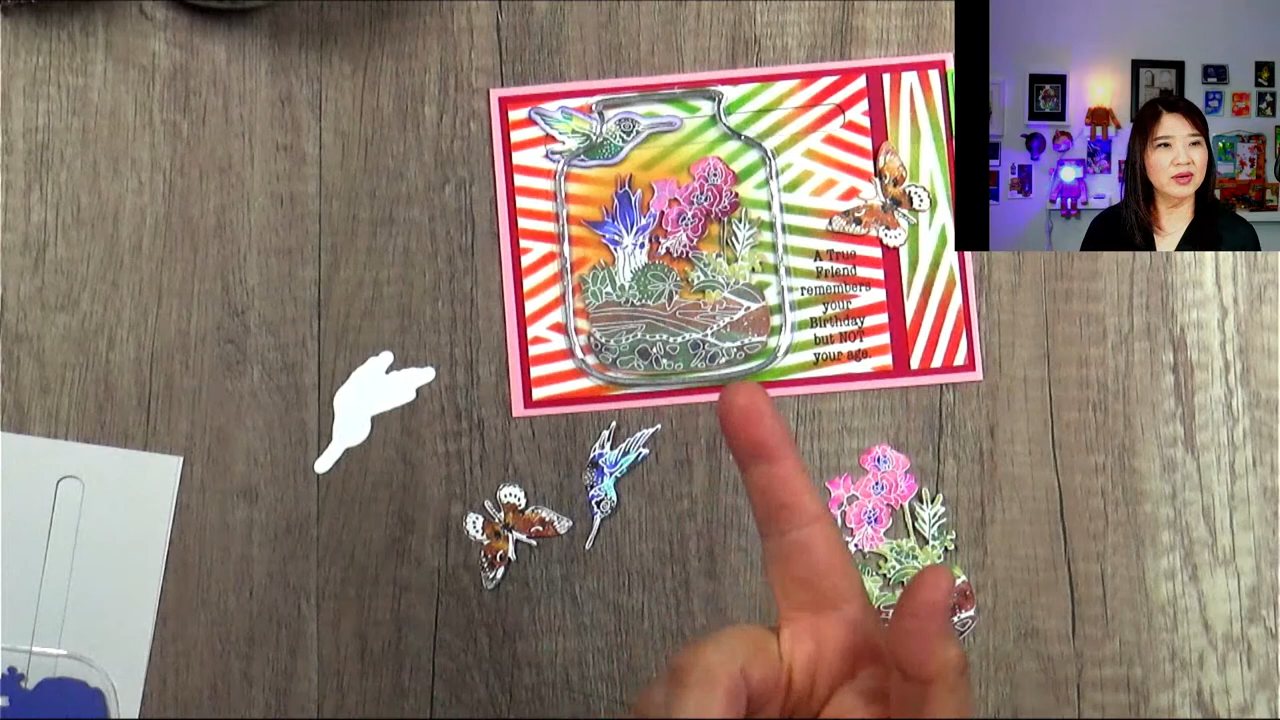 A True
Friend
remembers
your
Birthday
but NOT
your age.